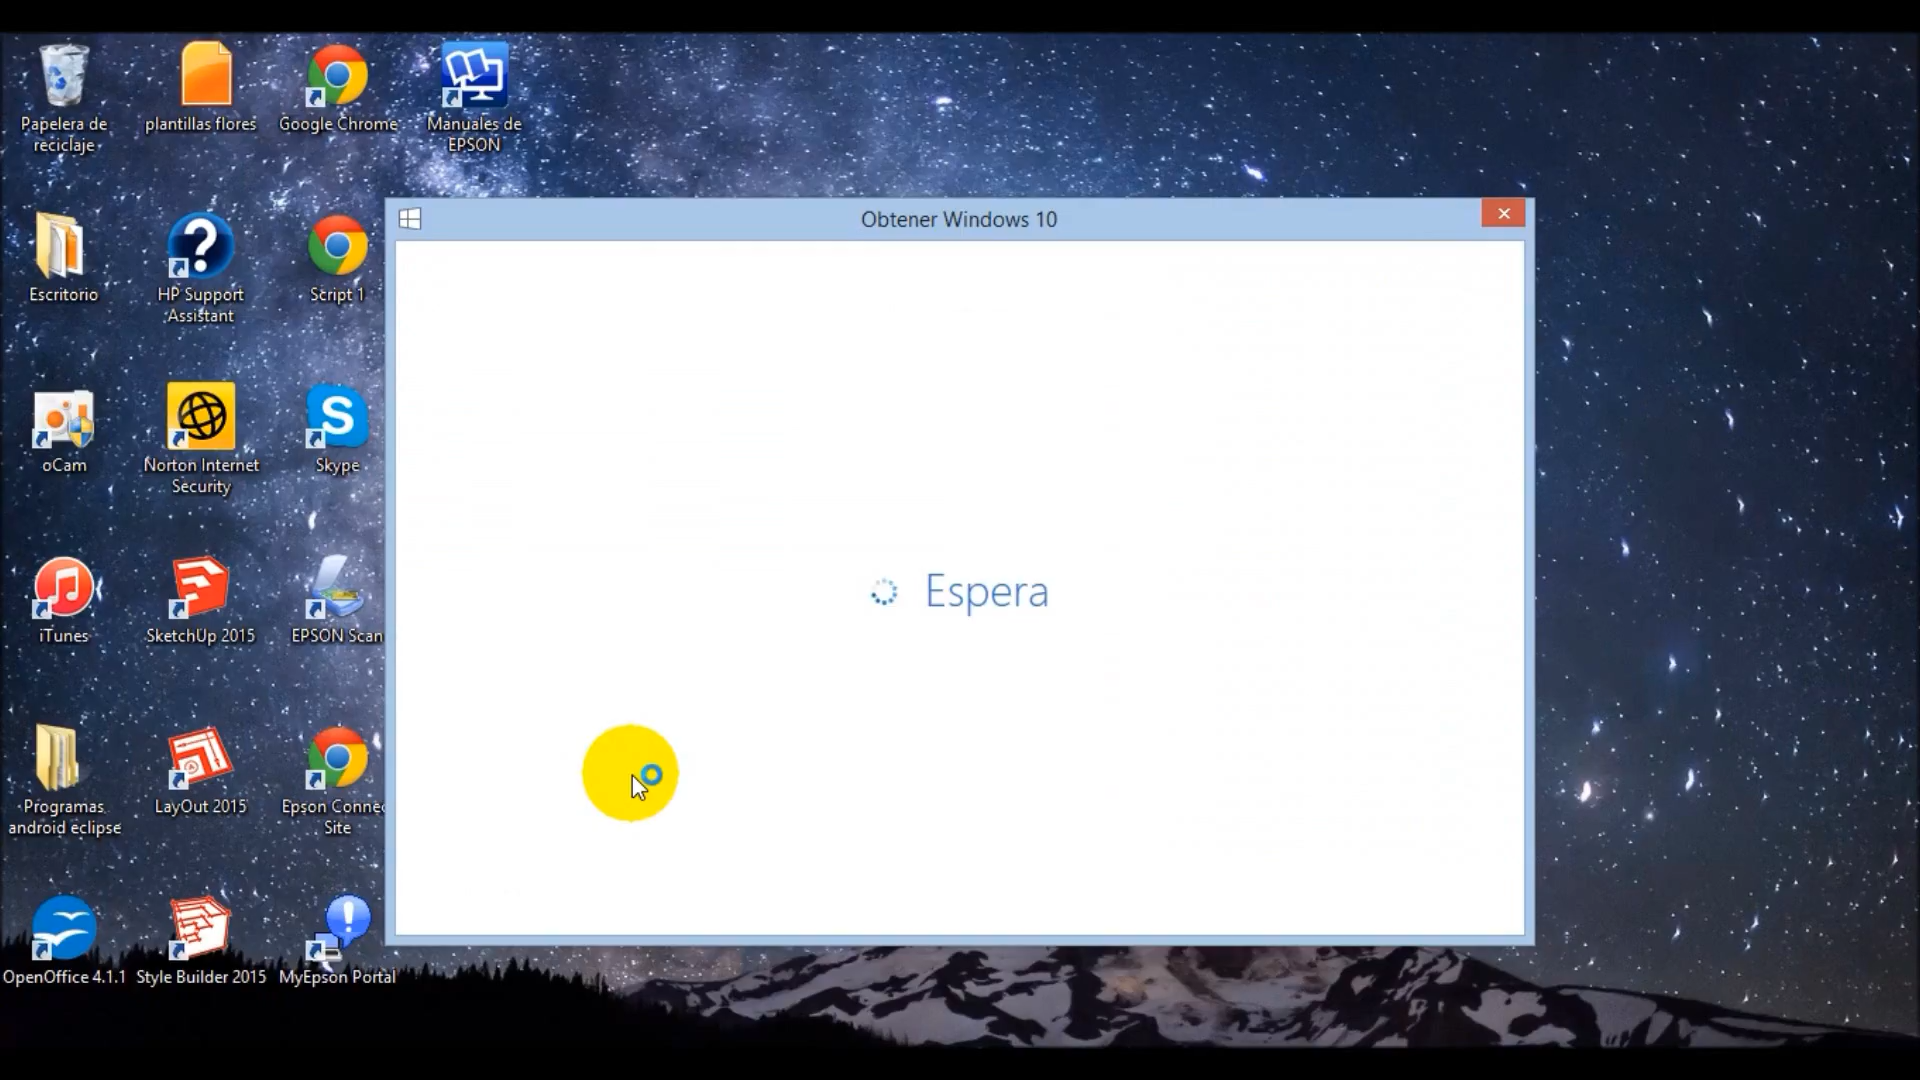 Papelera de
reciclaje
plantillas flores
Google Chrome
Manuales de
EPSON
Obtener Windows 10
Escritorio
HP Support
Assistant
Script 1
oCam
Norton Internet
Security
Skype
Espera
iTunes
SketchUp 2015
EPSON Scan
Programas
android eclipse
LayOut 2015
Epson Connec
Site
OpenOffice 4.1.1
Style Builder 2015
MyEpson Portal